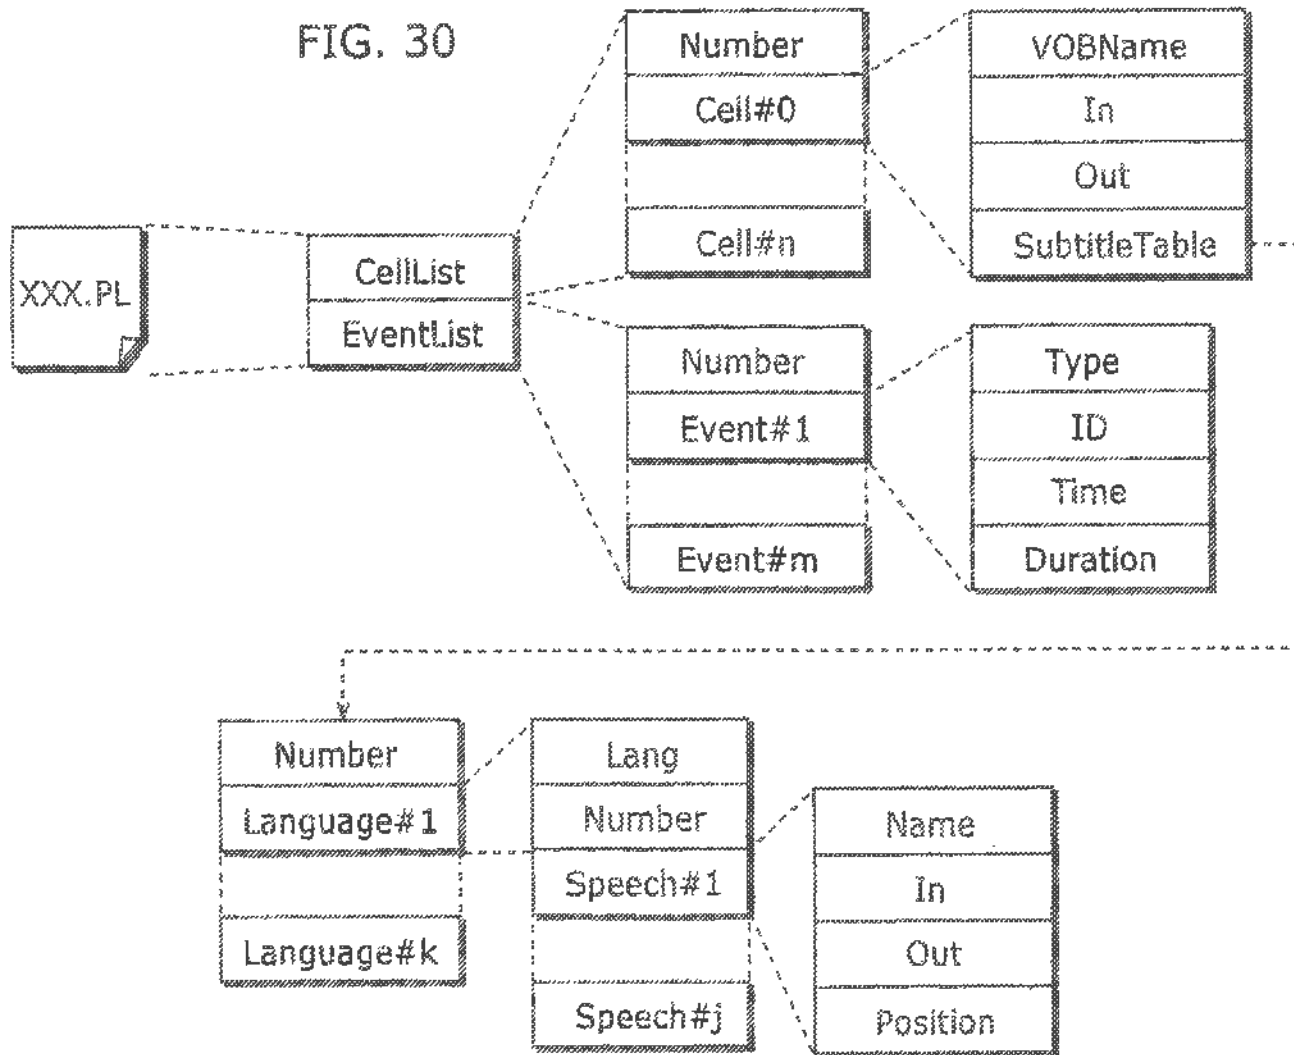 FIG. 30
XXX.PL
CellList
EventList
Number
Cell#0
Cell#n
VOBName
In
Out
SubtitleTable
Number
Event#1
Event#m
Type
ID
Time
Duration
Number
Language#1
Language#k
Lang
Number
Speech#1
Speech#j
Name
In
Out
Position